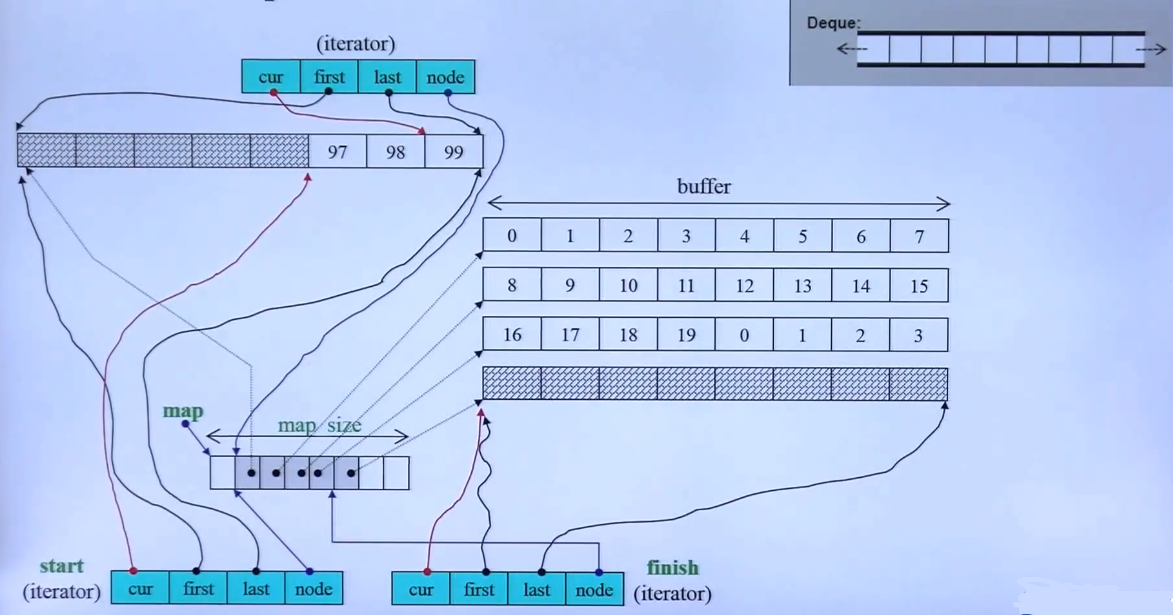 Deque:
(iterator)
cur first last node
97 98 99
buffer
0 1 2 3 4 5 6 7
8 9 10 11 12 13 14 15
16 17 18 19 0 1 2 3
map
map size
start
(iterator)
cur first last node
cur first last node
finish
(iterator)